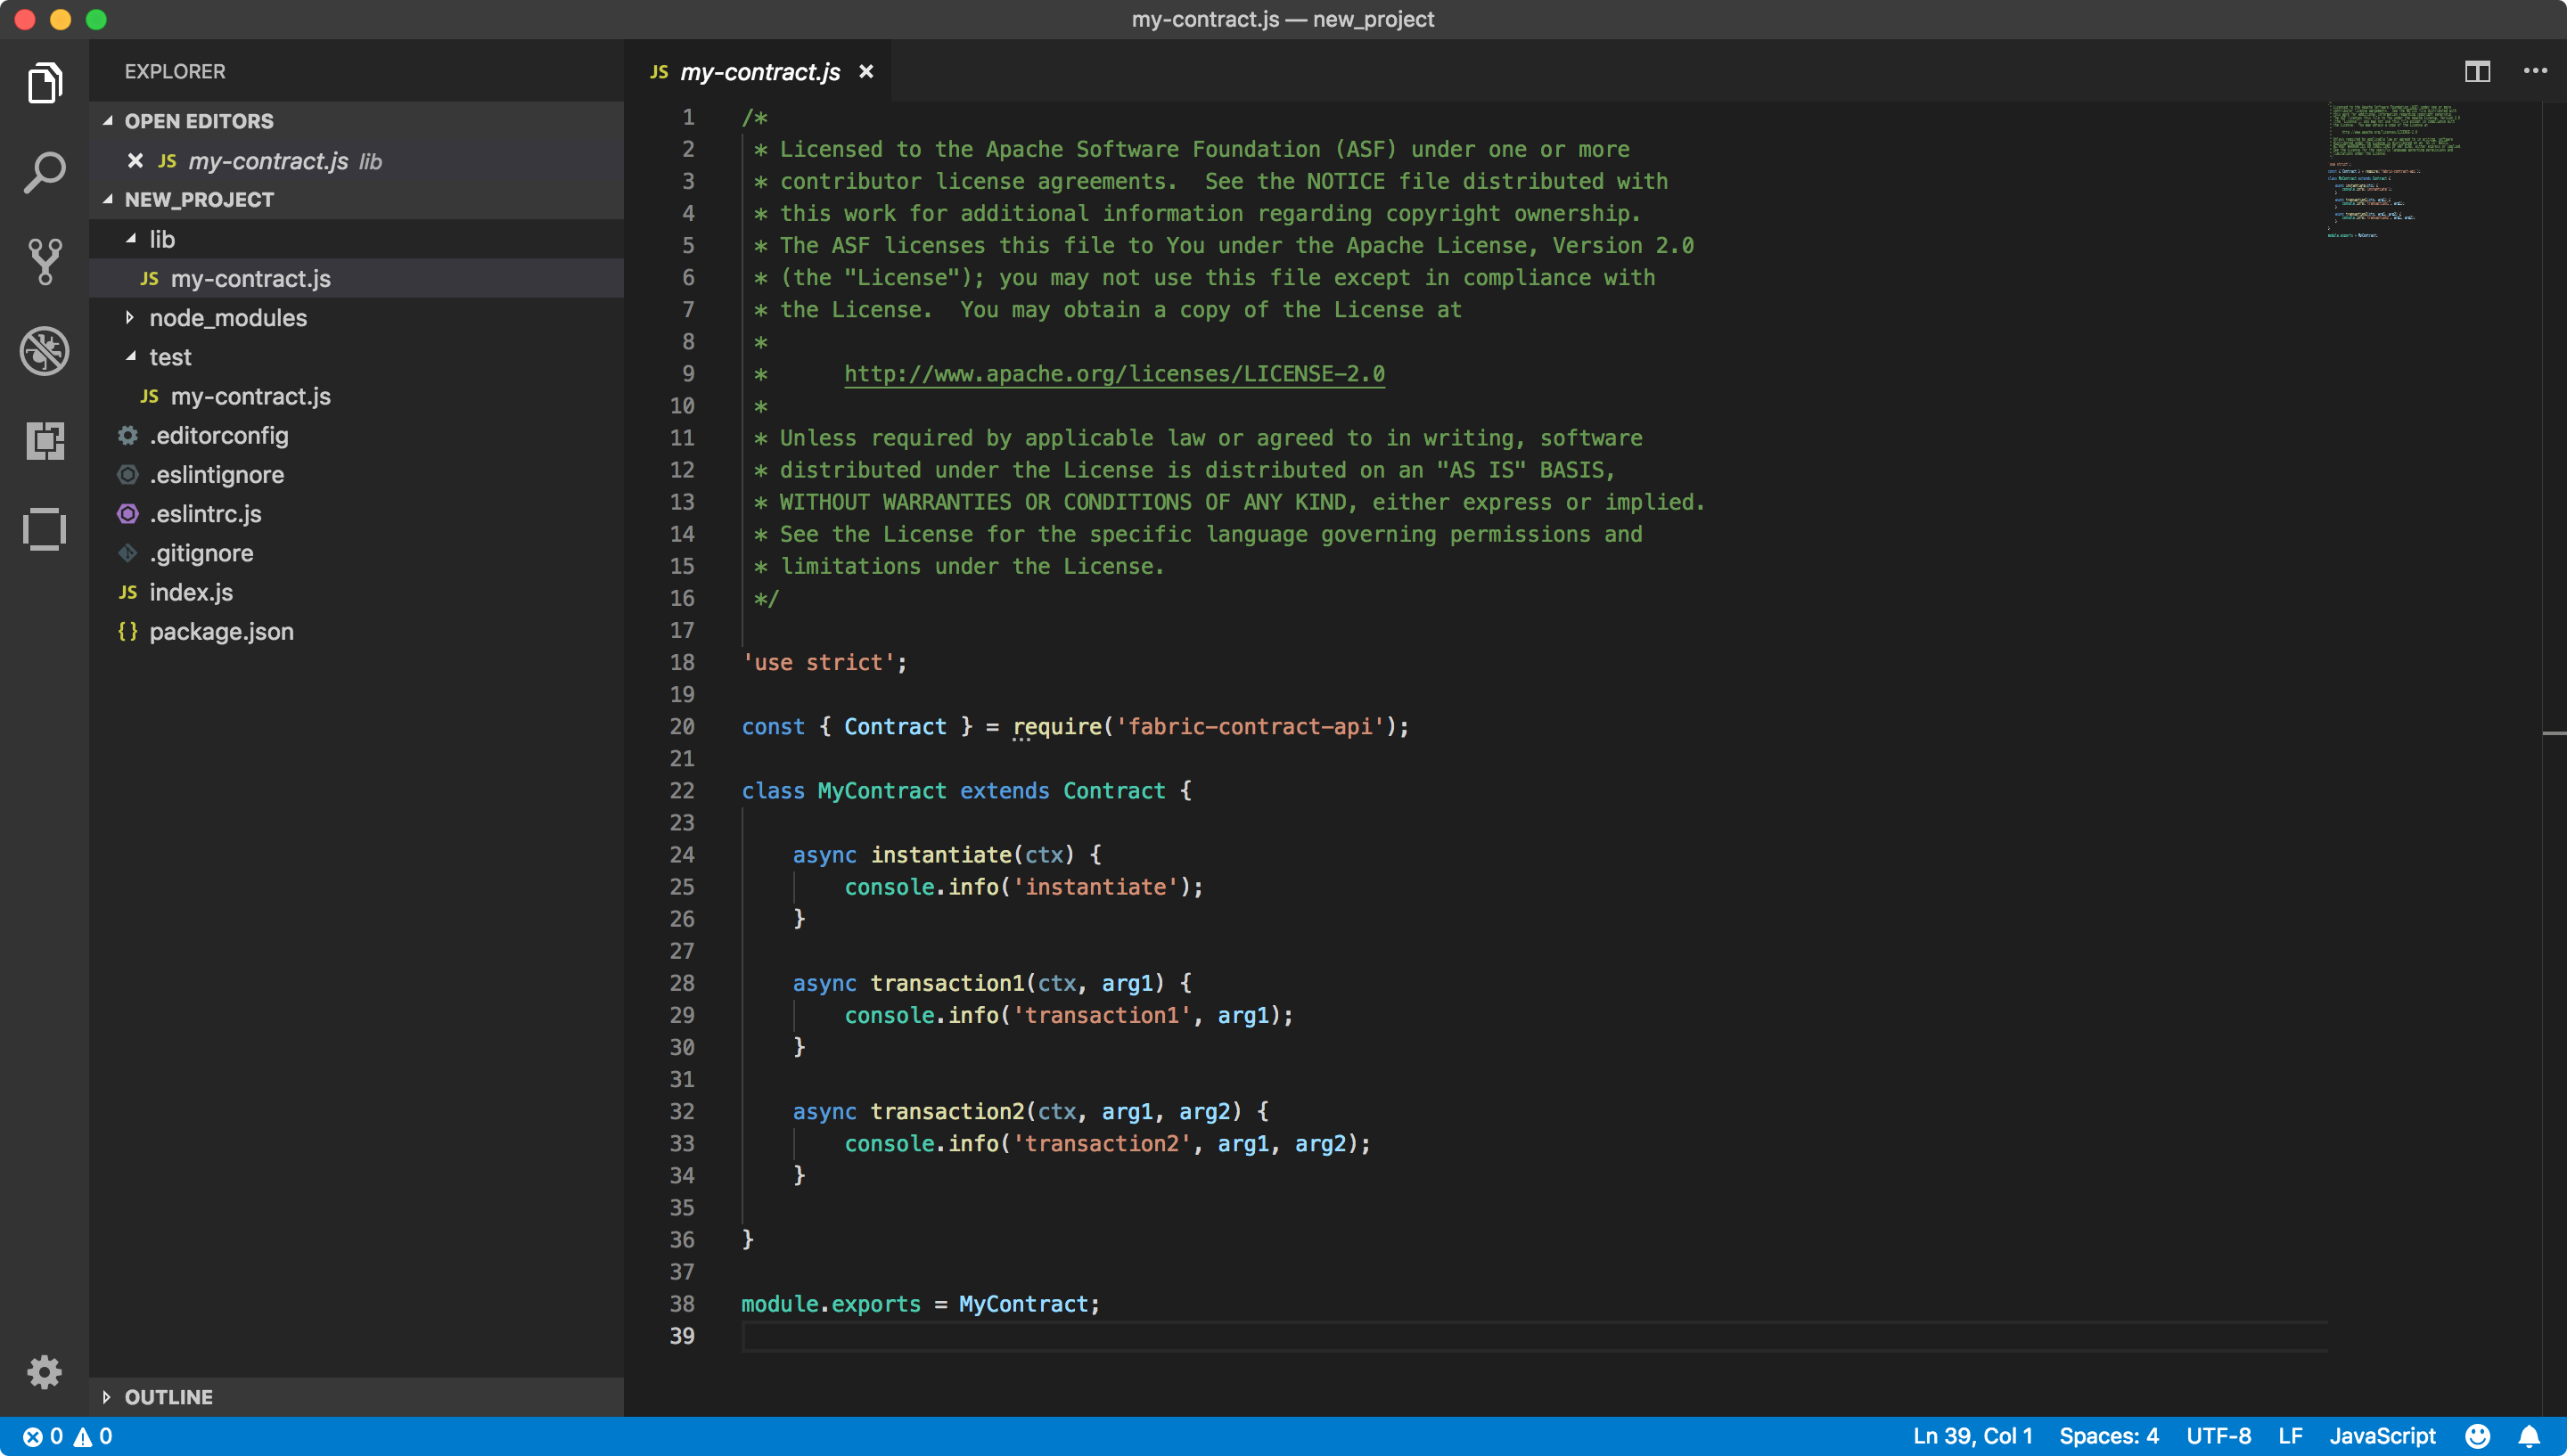 my-contract.js — new_project
EXPLORER
OPEN EDITORS
JS my-contract.js lib
NEW_PROJECT
lib
JS my-contract.js
node_modules
test
JS my-contract.js
.editorconfig
.eslintignore
.eslintrc.js
.gitignore
JS index.js
{} package.json
OUTLINE
JS my-contract.js
1 /*
2  * Licensed to the Apache Software Foundation (ASF) under one or more
3  * contributor license agreements.  See the NOTICE file distributed with
4  * this work for additional information regarding copyright ownership.
5  * The ASF licenses this file to You under the Apache License, Version 2.0
6  * (the "License"); you may not use this file except in compliance with
7  * the License.  You may obtain a copy of the License at
8  *
9  *      http://www.apache.org/licenses/LICENSE-2.0
10  *
11  * Unless required by applicable law or agreed to in writing, software
12  * distributed under the License is distributed on an "AS IS" BASIS,
13  * WITHOUT WARRANTIES OR CONDITIONS OF ANY KIND, either express or implied.
14  * See the License for the specific language governing permissions and
15  * limitations under the License.
16  */
17
18 'use strict';
19
20 const { Contract } = require('fabric-contract-api');
21
22 class MyContract extends Contract {
23
24     async instantiate(ctx) {
25         console.info('instantiate');
26     }
27
28     async transaction1(ctx, arg1) {
29         console.info('transaction1', arg1);
30     }
31
32     async transaction2(ctx, arg1, arg2) {
33         console.info('transaction2', arg1, arg2);
34     }
35
36 }
37
38 module.exports = MyContract;
39
0 0
Ln 39, Col 1 Spaces: 4 UTF-8 LF JavaScript